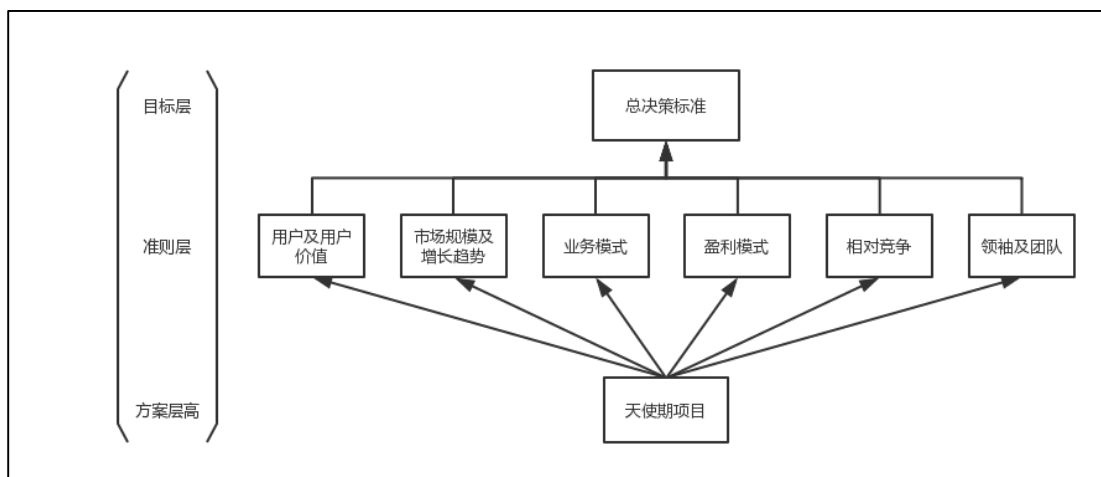 目标层
总决策标准
准则层
用户及用户
价值
市场规模及
增长趋势
业务模式
盈利模式
相对竞争
领袖及团队
方案层高
天使期项目